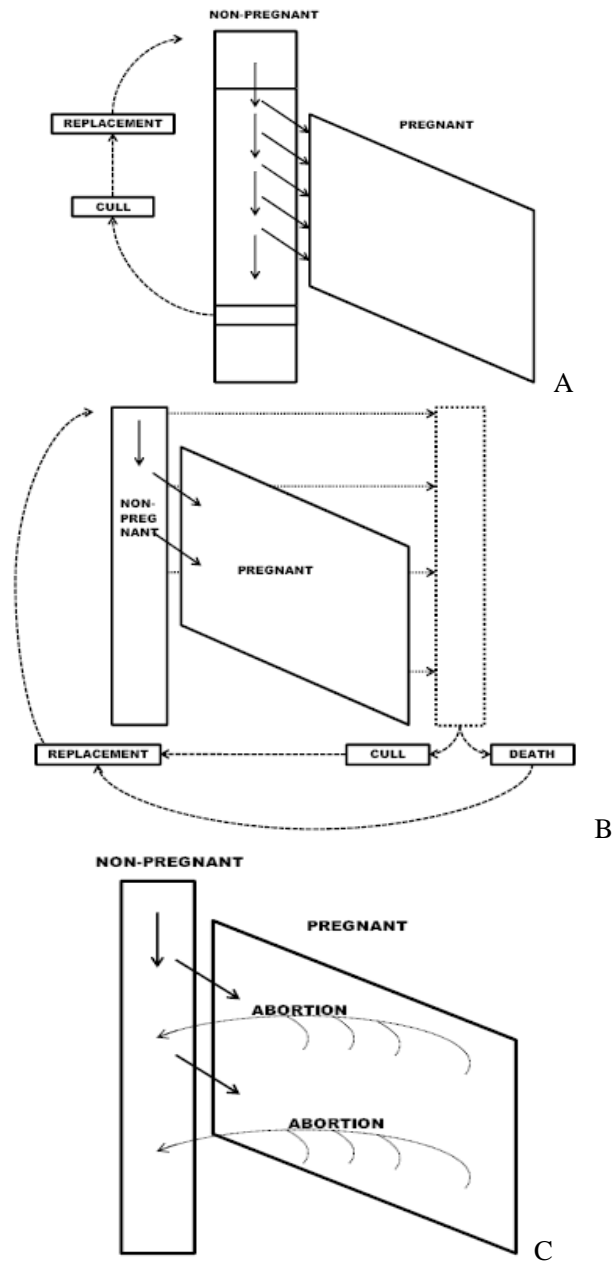 NON-PREGNANT
REPLACEMENT
PREGNANT
CULL
A
NON-
PREG
NANT
PREGNANT
REPLACEMENT
CULL
DEATH
B
NON-PREGNANT
PREGNANT
ABORTION
ABORTION
C